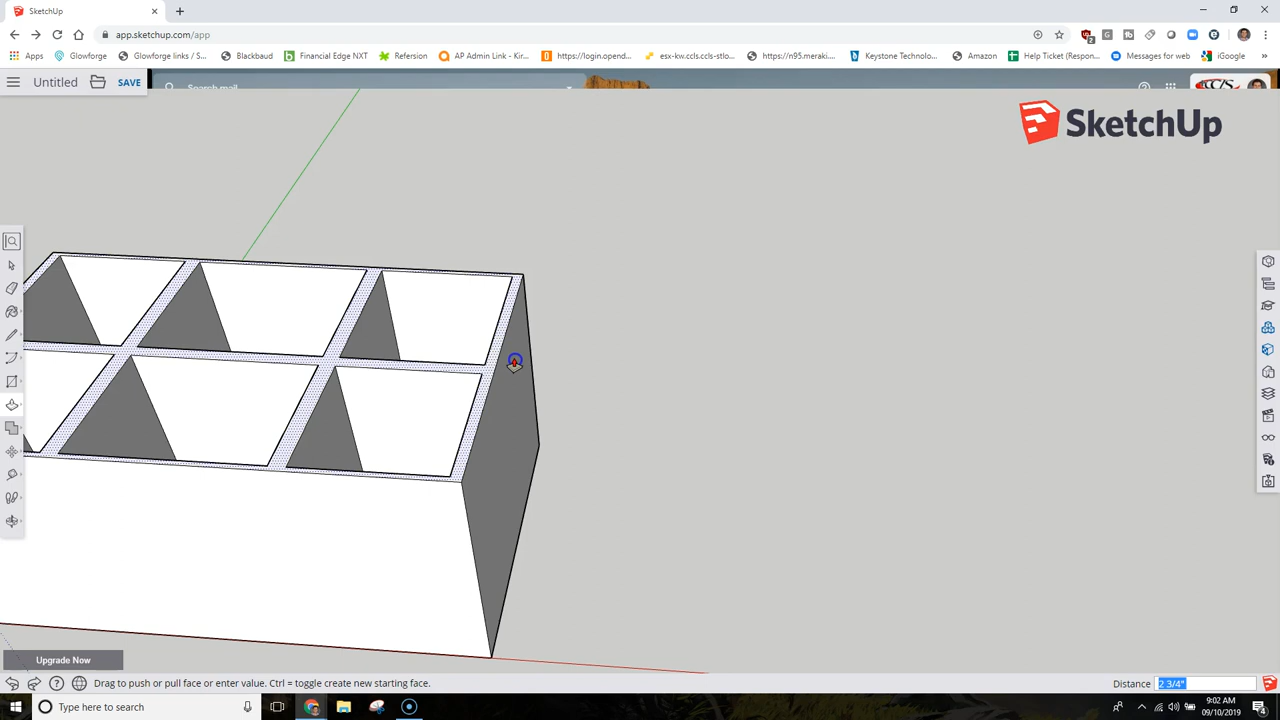 SketchUp
app.sketchup.com/app
Apps
Glowforge
Glowforge links / S...
Blackbaud
Financial Edge NXT
Refersion
AP Admin Link - Kir...
https://login.opend...
esx-kw.ccls.ccls-stlo...
https://n95.meraki...
Keystone Technolo...
Amazon
Help Ticket (Respon...
Messages for web
iGoogle
Untitled
SAVE
Search mail
SketchUp
Upgrade Now
Drag to push or pull face or enter value. Ctrl = toggle create new starting face.
Distance 2 3/4"
Type here to search
9:02 AM
09/10/2019